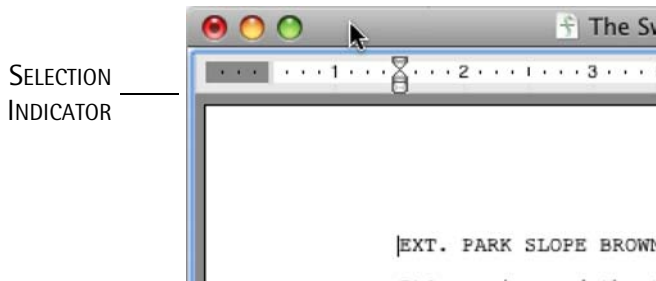 The Sw
SELECTION
INDICATOR
1 2 3
EXT. PARK SLOPE BROWN